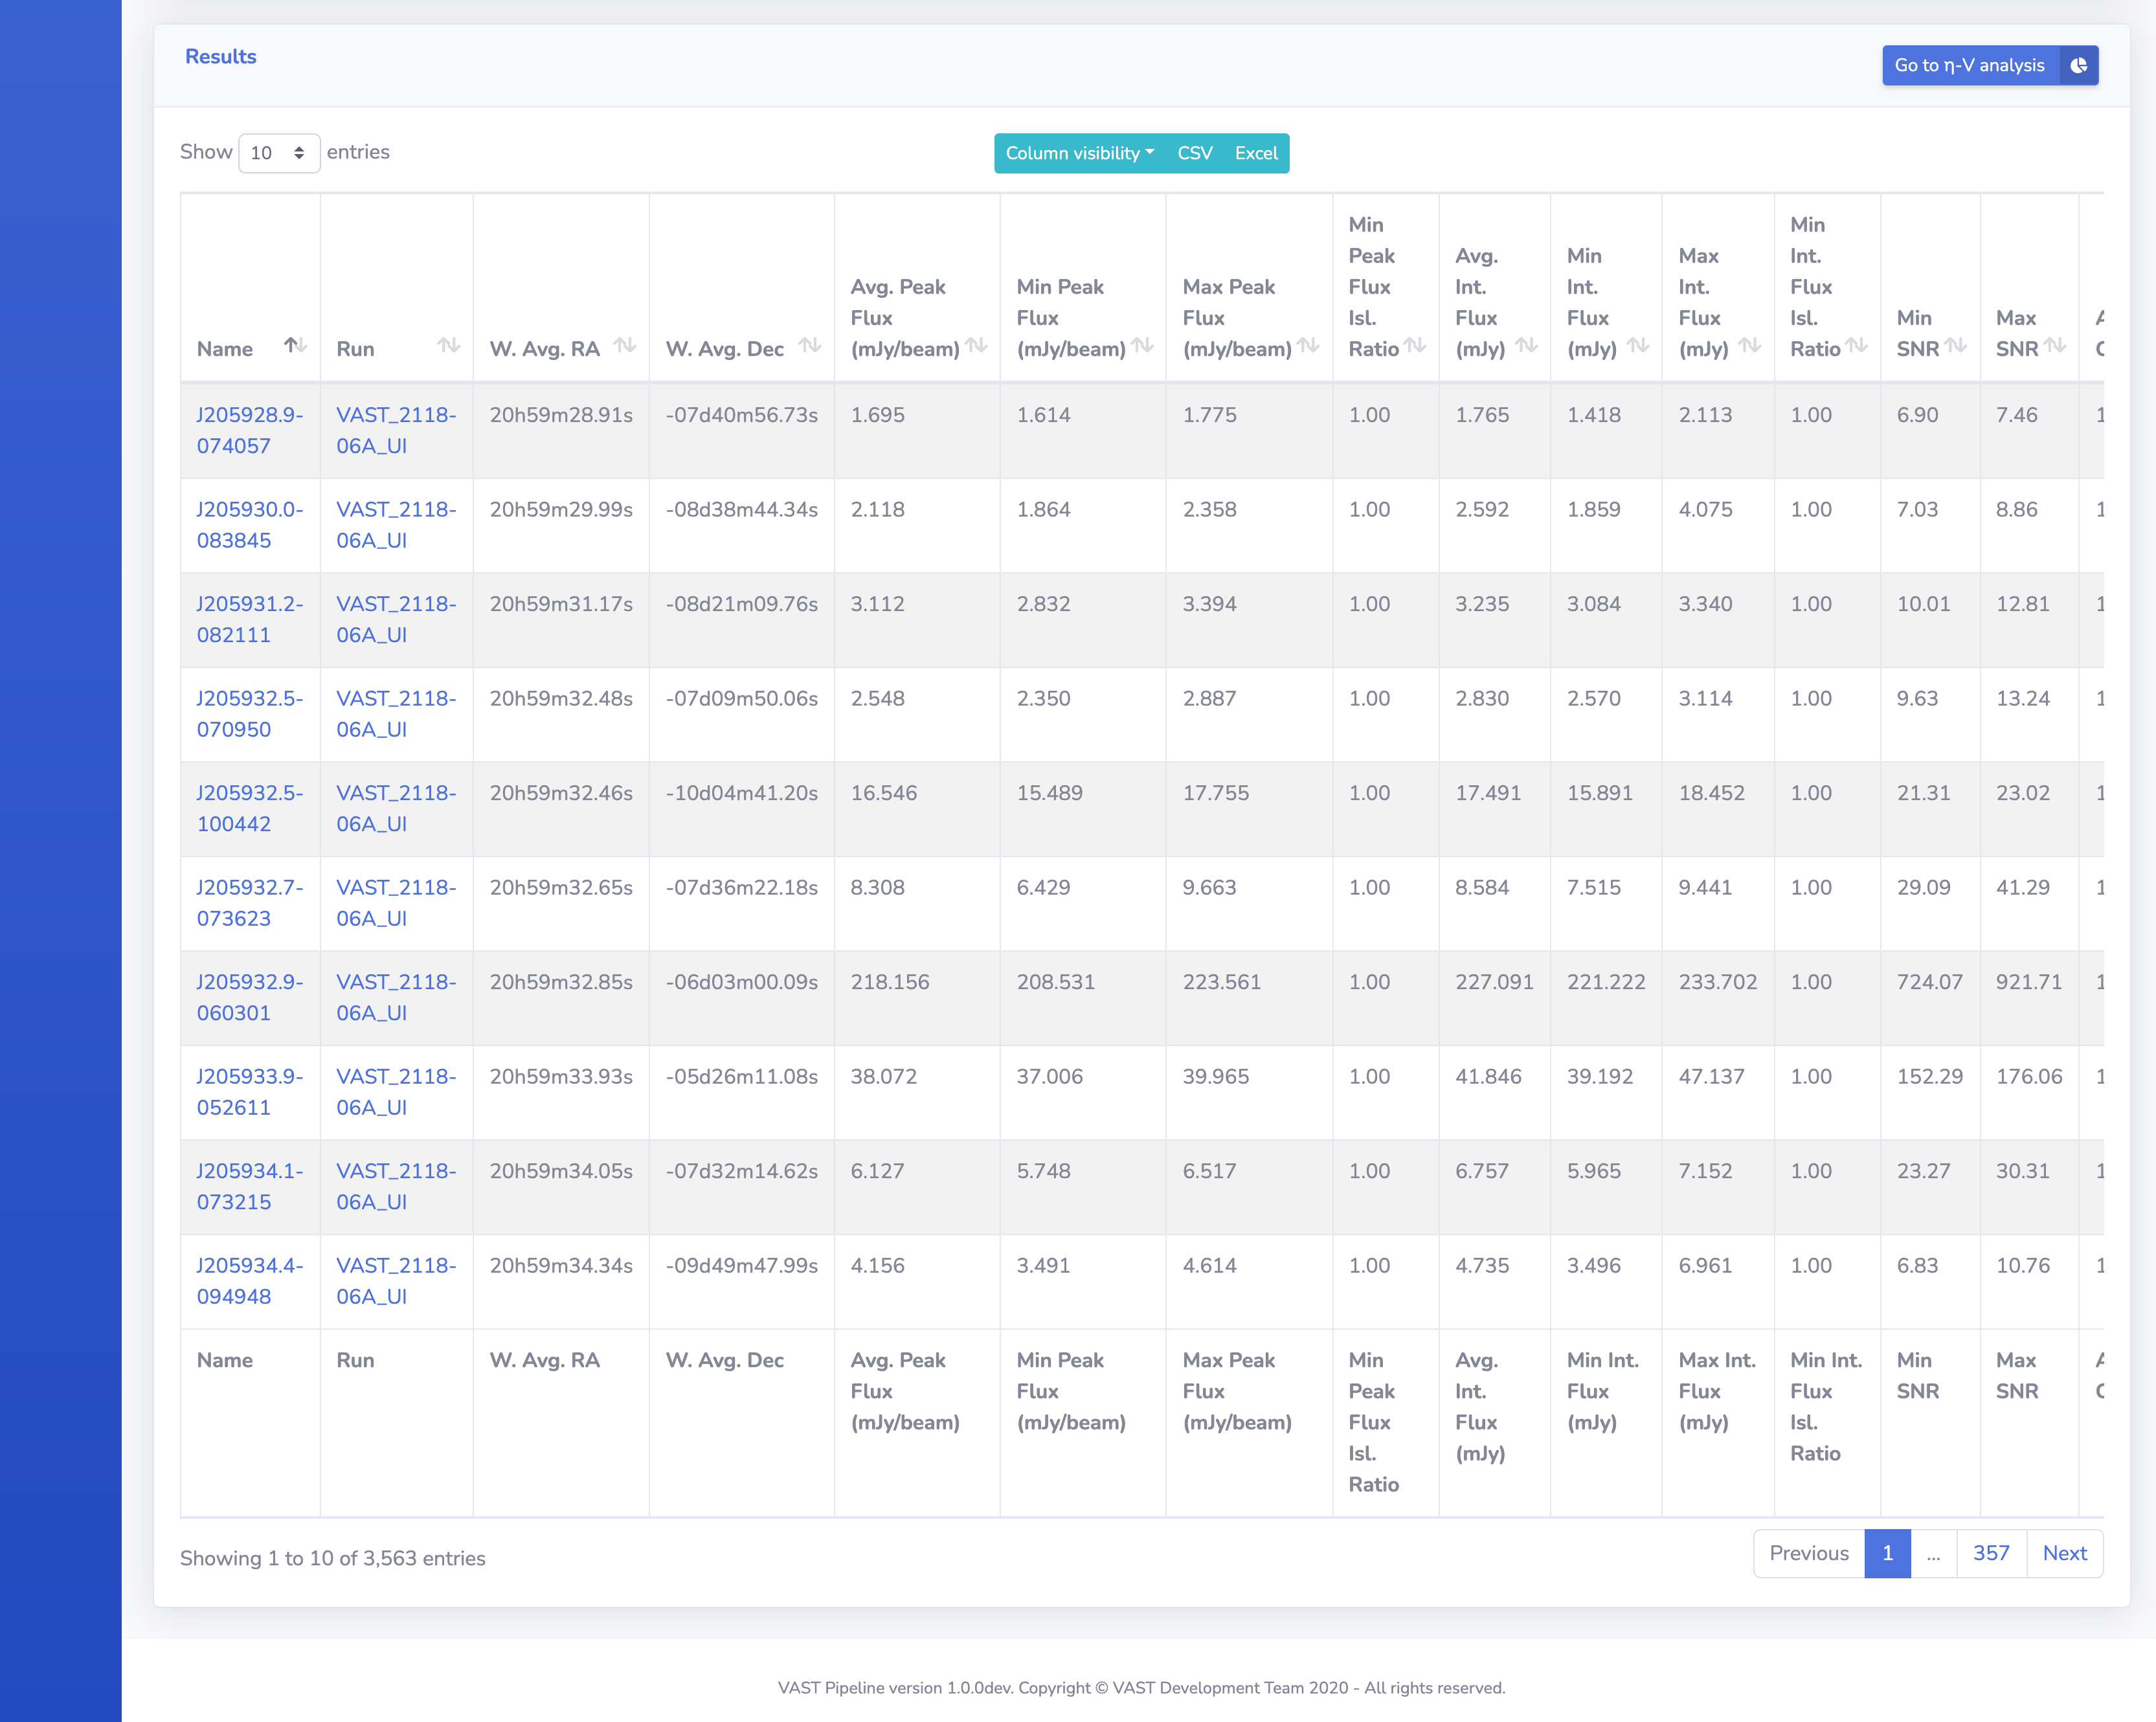 Results
Go to η-V analysis
Show 10 entries
Column visibility CSV Excel
Name Run W. Avg. RA W. Avg. Dec Avg. Peak Flux (mJy/beam) Min Peak Flux (mJy/beam) Max Peak Flux (mJy/beam) Min Peak Flux Isl. Ratio Avg. Int. Flux (mJy) Min Int. Flux (mJy) Max Int. Flux (mJy) Min Int. Flux Isl. Ratio Min SNR Max SNR
J205928.9-074057 VAST_2118-06A_UI 20h59m28.91s -07d40m56.73s 1.695 1.614 1.775 1.00 1.765 1.418 2.113 1.00 6.90 7.46
J205930.0-083845 VAST_2118-06A_UI 20h59m29.99s -08d38m44.34s 2.118 1.864 2.358 1.00 2.592 1.859 4.075 1.00 7.03 8.86
J205931.2-082111 VAST_2118-06A_UI 20h59m31.17s -08d21m09.76s 3.112 2.832 3.394 1.00 3.235 3.084 3.340 1.00 10.01 12.81
J205932.5-070950 VAST_2118-06A_UI 20h59m32.48s -07d09m50.06s 2.548 2.350 2.887 1.00 2.830 2.570 3.114 1.00 9.63 13.24
J205932.5-100442 VAST_2118-06A_UI 20h59m32.46s -10d04m41.20s 16.546 15.489 17.755 1.00 17.491 15.891 18.452 1.00 21.31 23.02
J205932.7-073623 VAST_2118-06A_UI 20h59m32.65s -07d36m22.18s 8.308 6.429 9.663 1.00 8.584 7.515 9.441 1.00 29.09 41.29
J205932.9-060301 VAST_2118-06A_UI 20h59m32.85s -06d03m00.09s 218.156 208.531 223.561 1.00 227.091 221.222 233.702 1.00 724.07 921.71
J205933.9-052611 VAST_2118-06A_UI 20h59m33.93s -05d26m11.08s 38.072 37.006 39.965 1.00 41.846 39.192 47.137 1.00 152.29 176.06
J205934.1-073215 VAST_2118-06A_UI 20h59m34.05s -07d32m14.62s 6.127 5.748 6.517 1.00 6.757 5.965 7.152 1.00 23.27 30.31
J205934.4-094948 VAST_2118-06A_UI 20h59m34.34s -09d49m47.99s 4.156 3.491 4.614 1.00 4.735 3.496 6.961 1.00 6.83 10.76
Name Run W. Avg. RA W. Avg. Dec Avg. Peak Flux (mJy/beam) Min Peak Flux (mJy/beam) Max Peak Flux (mJy/beam) Min Peak Flux Isl. Ratio Avg. Int. Flux (mJy) Min Int. Flux (mJy) Max Int. Flux (mJy) Min Int. Flux Isl. Ratio Min SNR Max SNR
Showing 1 to 10 of 3,563 entries
Previous 1 ... 357 Next
VAST Pipeline version 1.0.0dev. Copyright © VAST Development Team 2020 - All rights reserved.